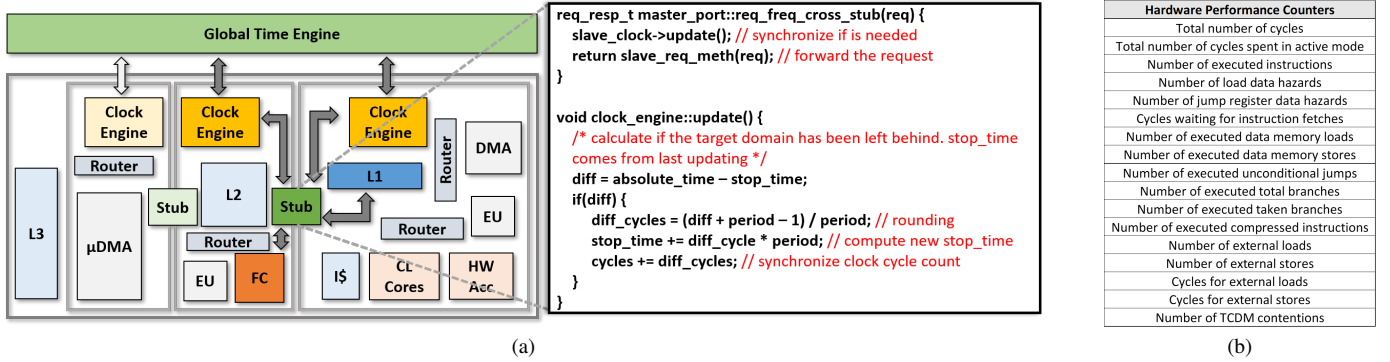 Global Time Engine
Clock
Engine
Clock
Engine
Clock
Engine
Router
Router
DMA
L1
L2
L3
Stub
Stub
EU
µDMA
Router
Router
EU
FC
I$
CL
Cores
HW
Acc
req_resp_t master_port::req_freq_cross_stub(req) {
slave_clock->update(); // synchronize if is needed
return slave_req_meth(req); // forward the request
}
void clock_engine::update() {
/* calculate if the target domain has been left behind. stop_time
comes from last updating */
diff = absolute_time – stop_time;
if(diff) {
diff_cycles = (diff + period – 1) / period; // rounding
stop_time += diff_cycle * period; // compute new stop_time
cycles += diff_cycles; // synchronize clock cycle count
}
}
(a)
Hardware Performance Counters
Total number of cycles
Total number of cycles spent in active mode
Number of executed instructions
Number of load data hazards
Number of jump register data hazards
Cycles waiting for instruction fetches
Number of executed data memory loads
Number of executed data memory stores
Number of executed unconditional jumps
Number of executed total branches
Number of executed taken branches
Number of executed compressed instructions
Number of external loads
Number of external stores
Cycles for external loads
Cycles for external stores
Number of TCDM contentions
(b)